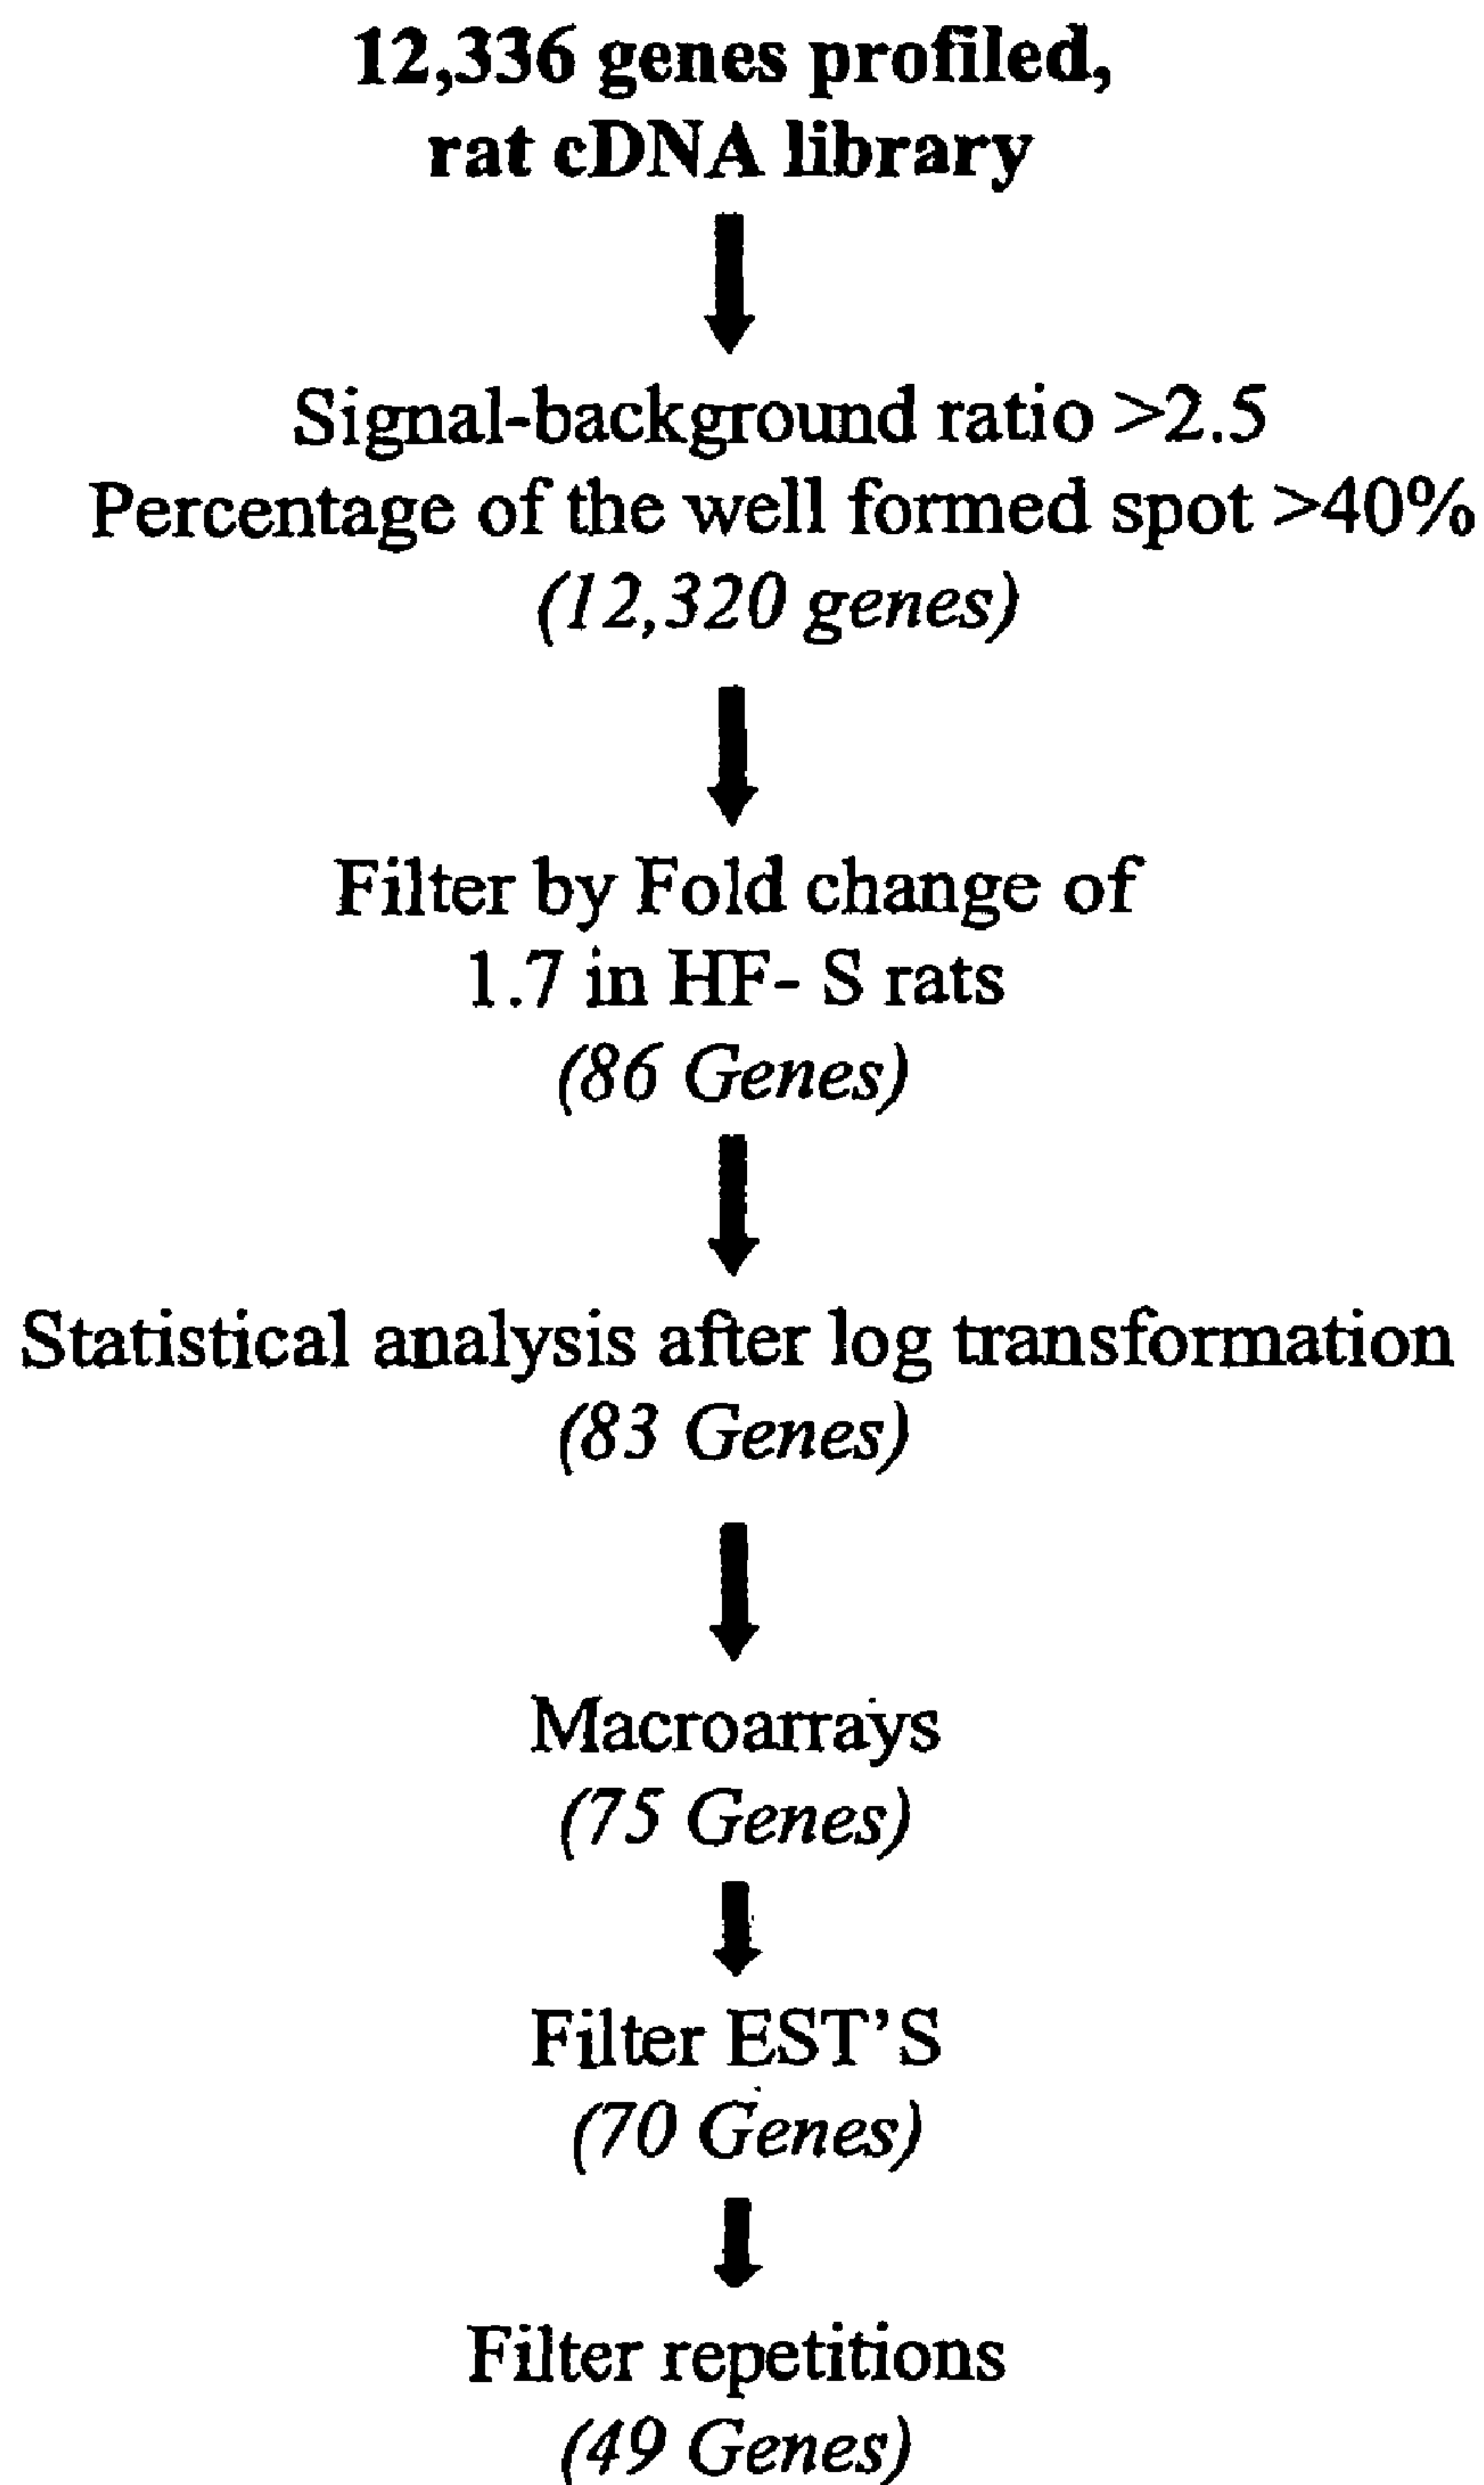 12,336 genes profiled,
rat cDNA library
Signal-background ratio >2.5
Percentage of the well formed spot >40%
(12,320 genes)
Filter by Fold change of
1.7 in HF- S rats
(86 Genes)
Statistical analysis after log transformation
(83 Genes)
Macroarrays
(75 Genes)
Filter EST'S
(70 Genes)
Filter repetitions
(49 Genes)